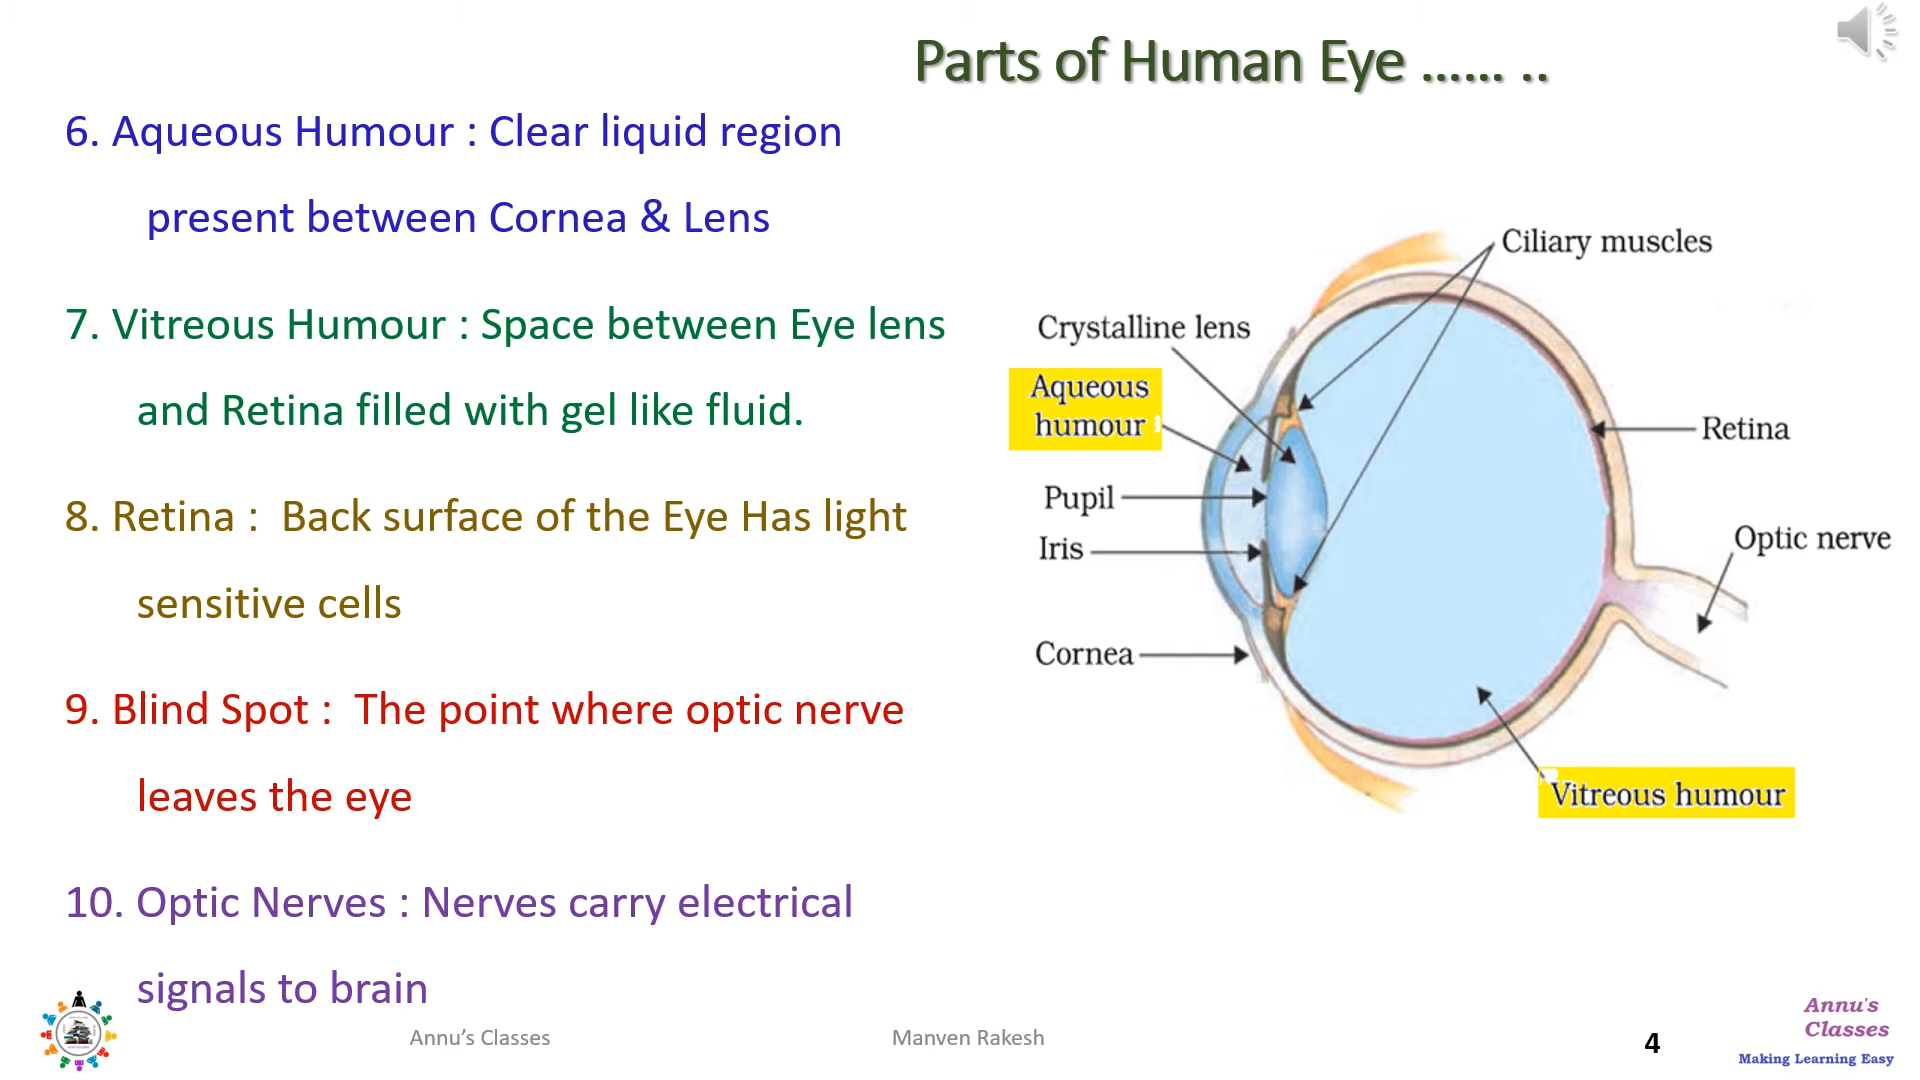 Parts of Human Eye ...... ..
6. Aqueous Humour : Clear liquid region
present between Cornea & Lens
7. Vitreous Humour : Space between Eye lens
and Retina filled with gel like fluid.
8. Retina : Back surface of the Eye Has light
sensitive cells
9. Blind Spot : The point where optic nerve
leaves the eye
10. Optic Nerves : Nerves carry electrical
signals to brain
Ciliary muscles
Crystalline lens
Aqueous
humour
Pupil
Iris
Cornea
Retina
Optic nerve
Vitreous humour
Annu’s Classes
Manven Rakesh
4
Annu's
Classes
Making Learning Easy